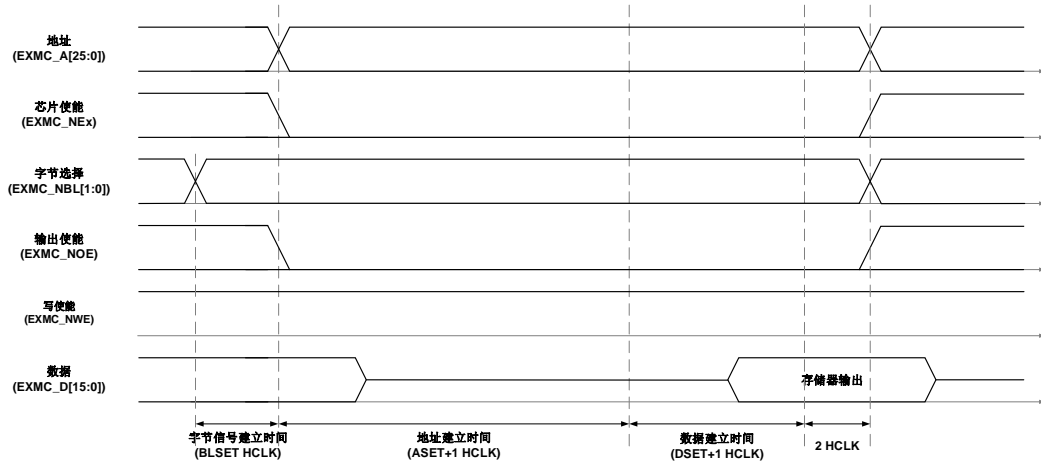 地址
(EXMC_A[25:0])
芯片使能
(EXMC_NEx)
字节选择
(EXMC_NBL[1:0])
输出使能
(EXMC_NOE)
写使能
(EXMC_NWE)
数据
(EXMC_D[15:0])
存储器输出
字节信号建立时间
(BLSET HCLK)
地址建立时间
(ASET+1 HCLK)
数据建立时间
(DSET+1 HCLK)
2 HCLK